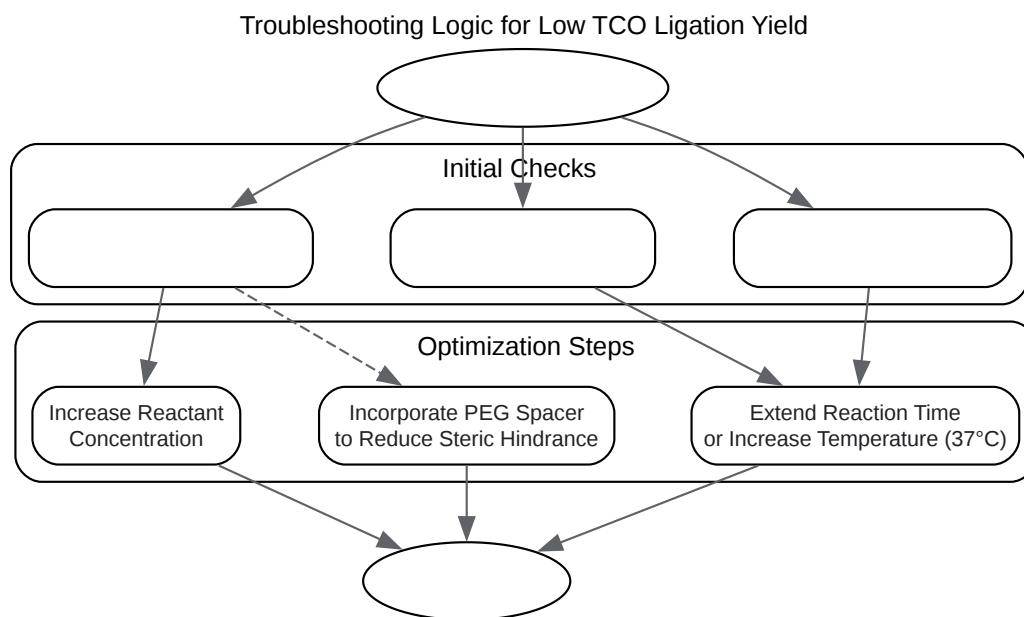 Troubleshooting Logic for Low TCO Ligation Yield
Initial Checks
Optimization Steps
Increase Reactant
Concentration
Incorporate PEG Spacer
to Reduce Steric Hindrance
Extend Reaction Time
or Increase Temperature (37°C)